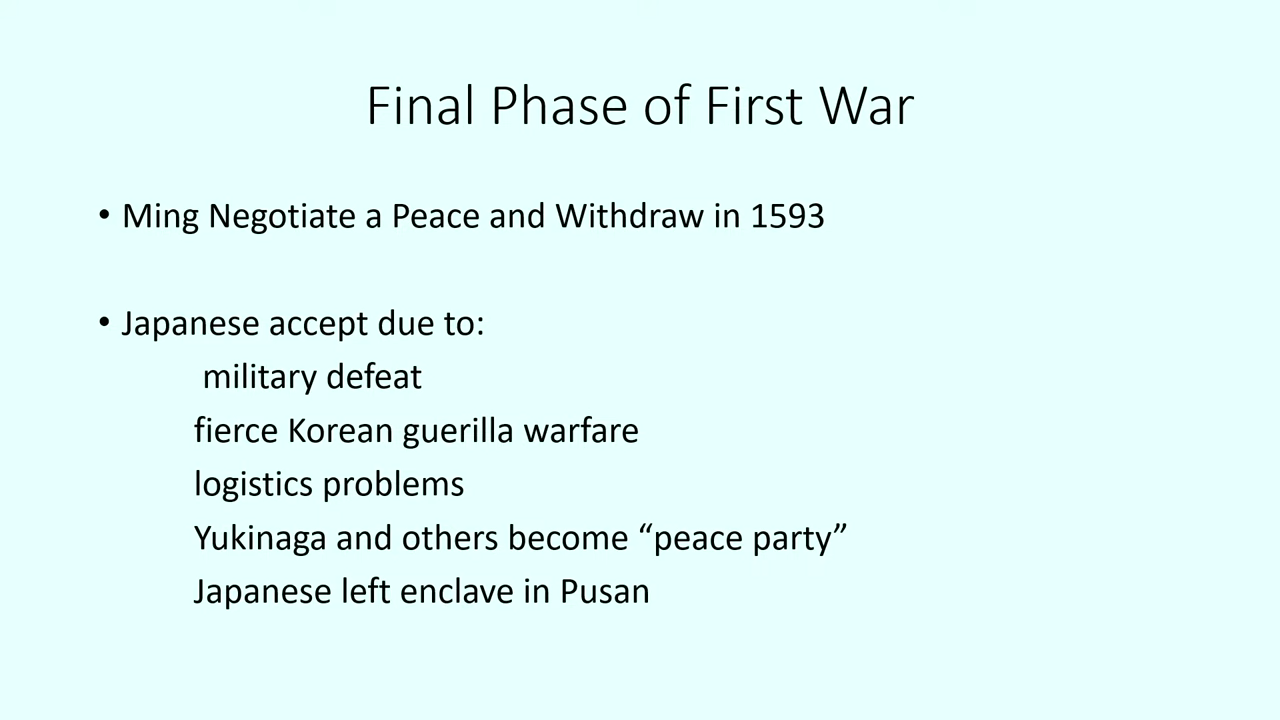 Final Phase of First War
• Ming Negotiate a Peace and Withdraw in 1593
• Japanese accept due to:
military defeat
fierce Korean guerilla warfare
logistics problems
Yukinaga and others become “peace party”
Japanese left enclave in Pusan